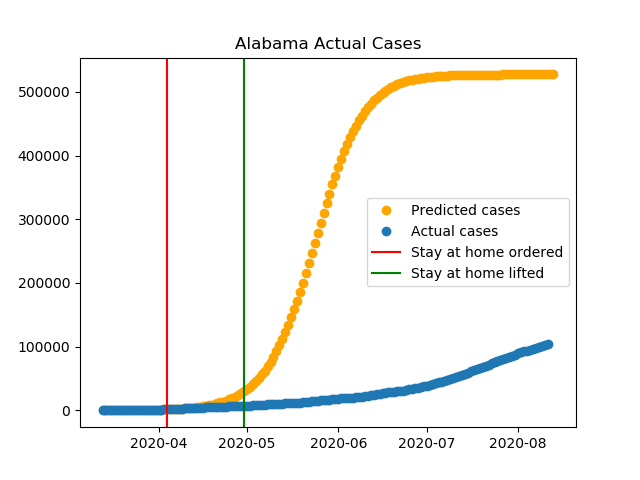 Alabama Actual Cases
500000
400000
300000
200000
100000
0
Predicted cases
Actual cases
Stay at home ordered
Stay at home lifted
2020-04 2020-05 2020-06 2020-07 2020-08